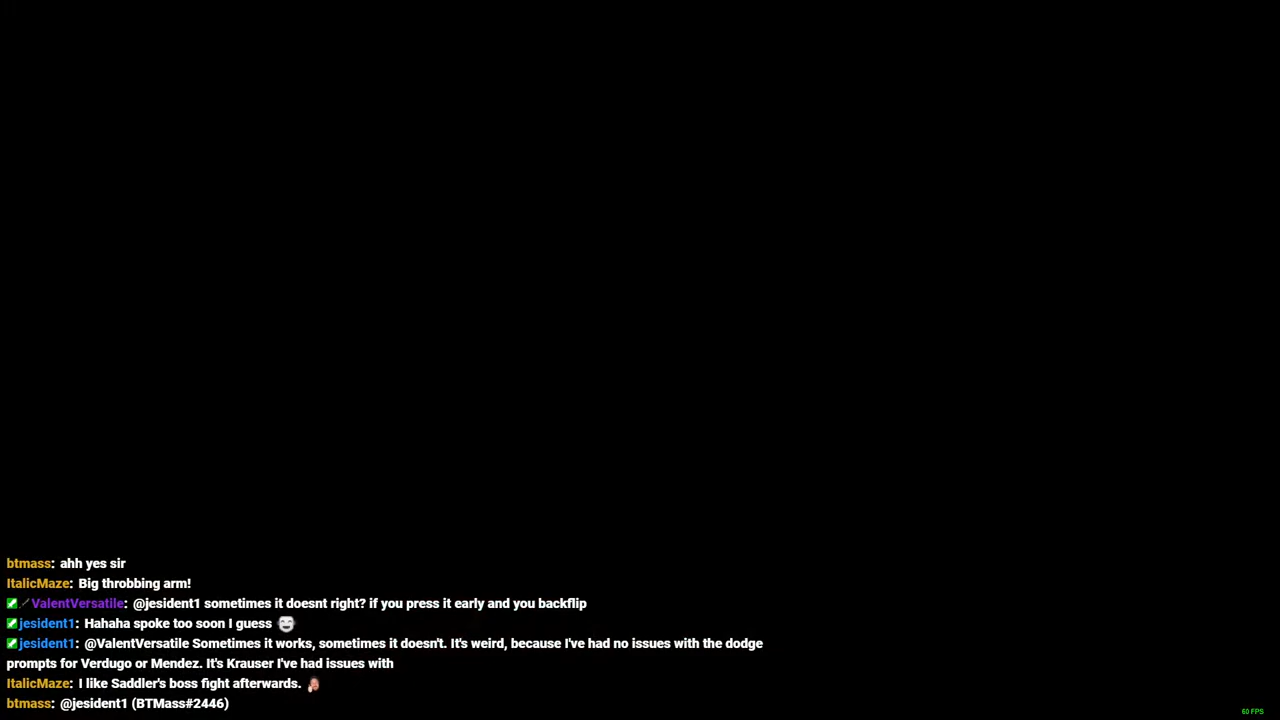 btmass: ahh yes sir
ItalicMaze: Big throbbing arm!
ValentVersatile: @jesident1 sometimes it doesnt right? if you press it early and you backflip
jesident1: Hahaha spoke too soon I guess
jesident1: @ValentVersatile Sometimes it works, sometimes it doesn't. It's weird, because I've had no issues with the dodge
prompts for Verdugo or Mendez. It's Krauser I've had issues with
ItalicMaze: I like Saddler's boss fight afterwards.
btmass: @jesident1 (BTMass#2446)
60 FPS